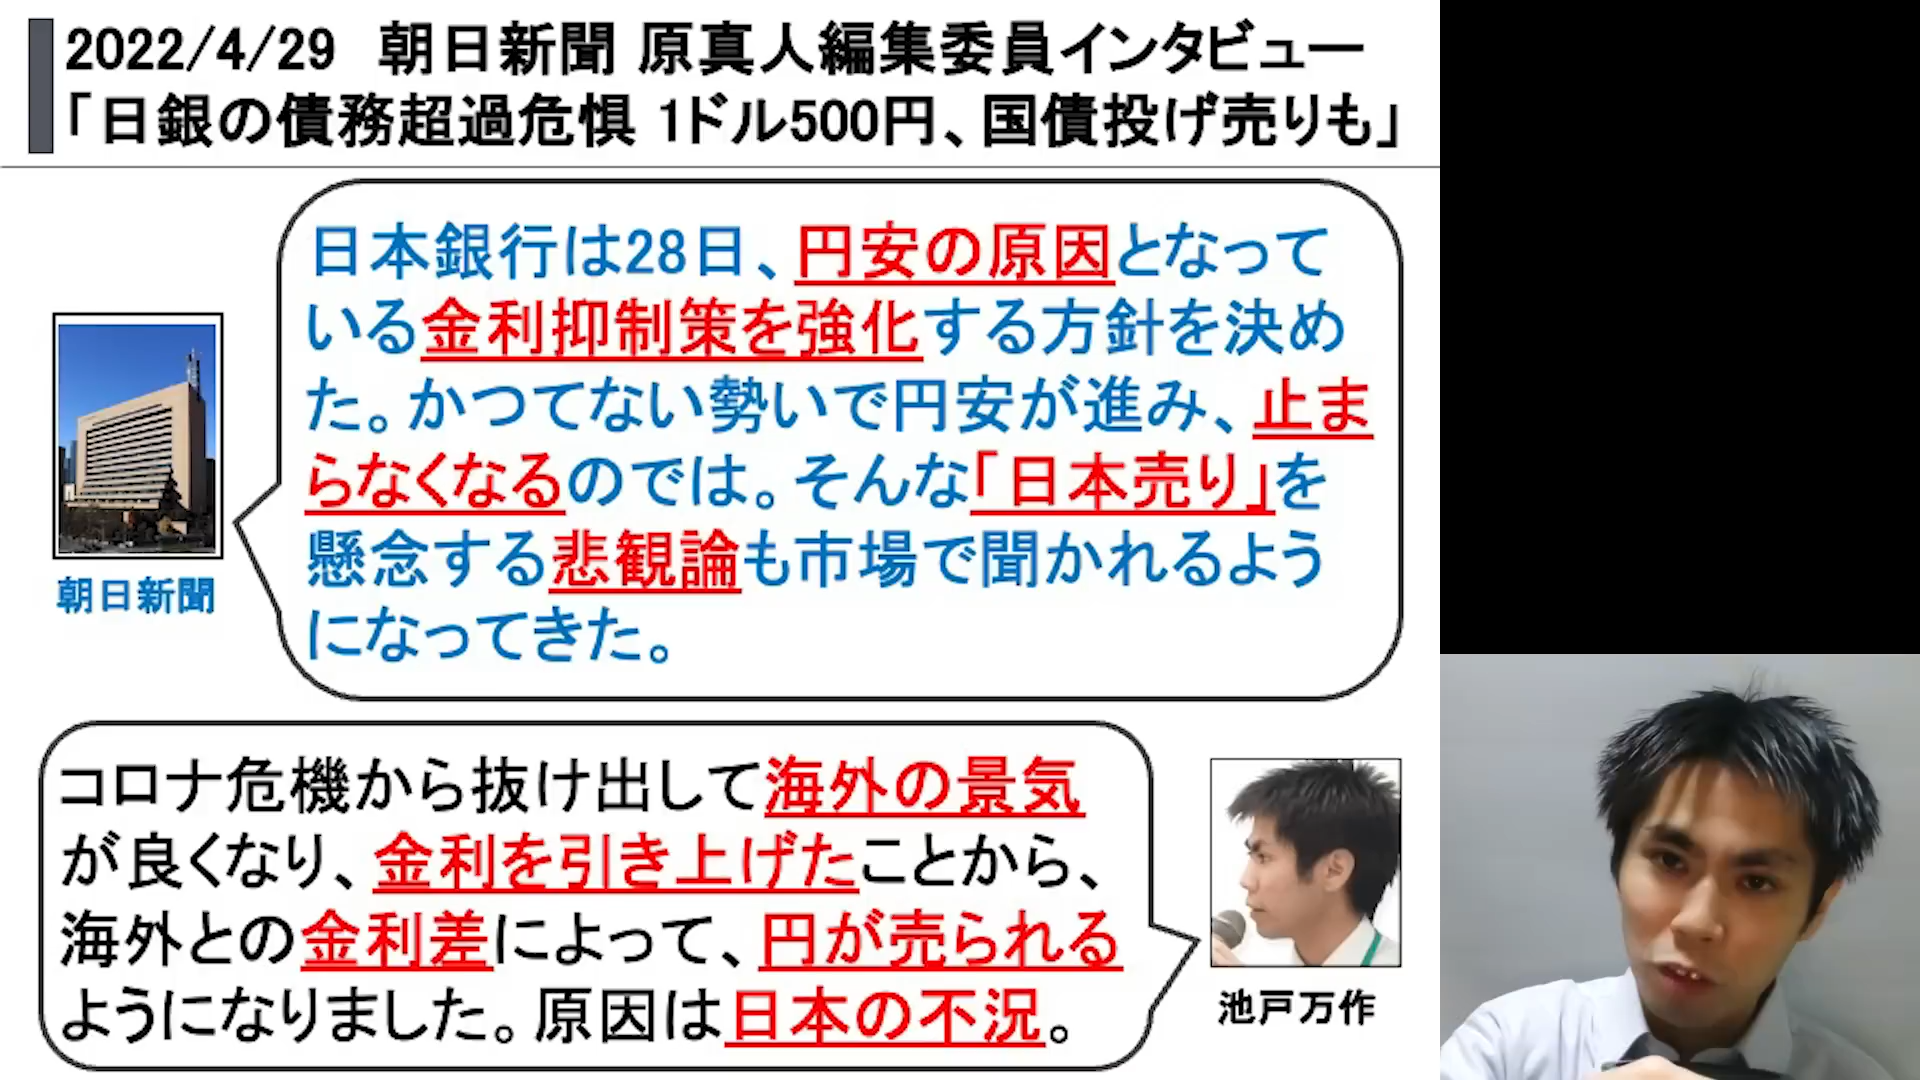 2022/4/29 朝日新聞 原真人編集委員インタビュー
「日銀の債務超過危惧 1ドル500円、国債投げ売りも」
日本銀行は28日、円安の原因となって
いる金利抑制策を強化する方針を決め
た。かつてない勢いで円安が進み、止ま
らなくなるのでは。そんな「日本売り」を
懸念する悲観論も市場で聞かれるよう
になってきた。
朝日新聞
コロナ危機から抜け出して海外の景気
が良くなり、金利を引き上げたことから、
海外との金利差によって、円が売られる
ようになりました。原因は日本の不況。
池戸万作